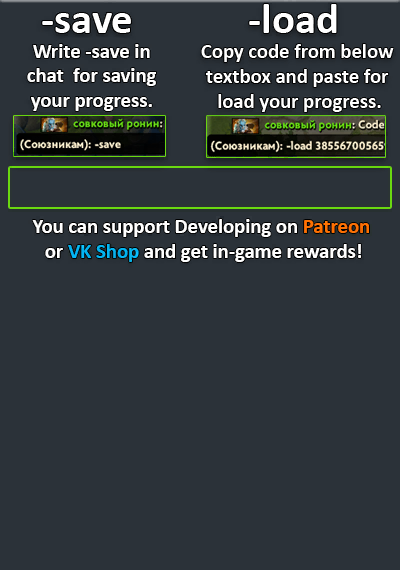 -save
Write -save in
chat for saving
your progress.
совковый ронин:
(Союзникам): -save
-load
Copy code from below
textbox and paste for
load your progress.
совковый ронин: Code
(Союзникам): -load 38556700565
You can support Developing on Patreon
or VK Shop and get in-game rewards!